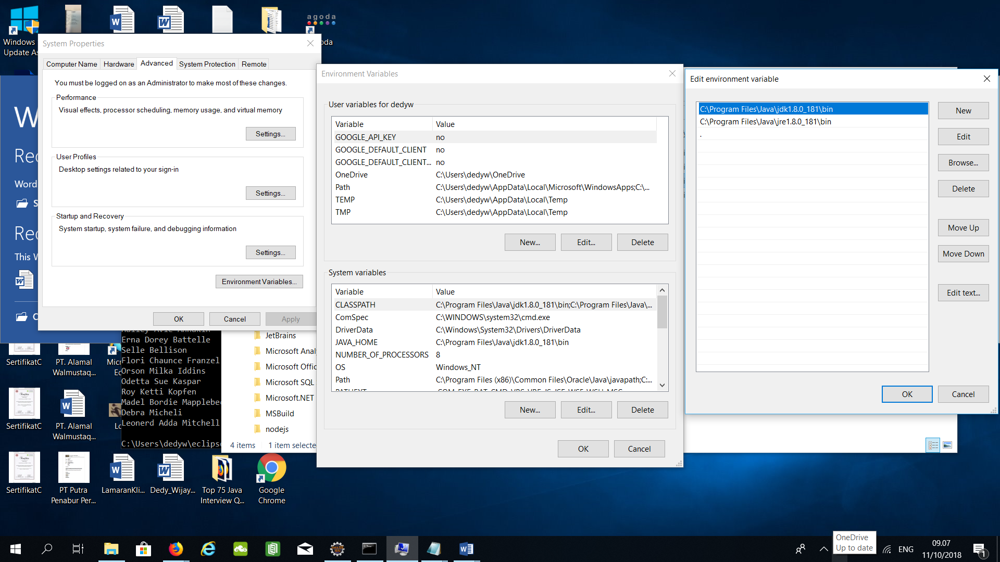 Windows
Update As
agoda
oda
System Properties
Computer Name
Hardware
Advanced
System Protection
Remote
You must be logged on as an Administrator to make most of these changes.
Performance
Visual effects, processor scheduling, memory usage, and virtual memory
Settings...
User Profiles
Desktop settings related to your sign-in
Settings...
Startup and Recovery
System startup, system failure, and debugging information
Settings...
Environment Variables...
OK
Cancel
Apply
W
Rec
Word
S
Rec
This W
Environment Variables
User variables for dedyw
Variable Value
GOOGLE_API_KEY no
GOOGLE_DEFAULT_CLIENT no
GOOGLE_DEFAULT_CLIENT... no
OneDrive C:\Users\dedyw\OneDrive
Path C:\Users\dedyw\AppData\Local\Microsoft\WindowsApps;C:\...
TEMP C:\Users\dedyw\AppData\Local\Temp
TMP C:\Users\dedyw\AppData\Local\Temp
New...
Edit...
Delete
System variables
Variable Value
CLASSPATH C:\Program Files\Java\jdk1.8.0_181\bin;C:\Program Files\Java\...
ComSpec C:\WINDOWS\system32\cmd.exe
DriverData C:\Windows\System32\Drivers\DriverData
JAVA_HOME C:\Program Files\Java\jdk1.8.0_181\bin
NUMBER_OF_PROCESSORS 8
OS Windows_NT
Path C:\Program Files (x86)\Common Files\Oracle\Java\javapath;C:...
New...
Edit...
Delete
OK
Cancel
Edit environment variable
C:\Program Files\Java\jdk1.8.0_181\bin
C:\Program Files\Java\jre1.8.0_181\bin
.
New
Edit
Browse...
Delete
Move Up
Move Down
Edit text...
OK
Cancel
Erna Dorey Battelle
Selle Bellison
Flori Chaunce Franzel
Orson Milka Iddins
Odetta Sue Kaspar
Roy Ketti Kopfen
Madel Bordie Mapplebec
Debra Micheli
Leonerd Adda Mitchell
C:\Users\dedyw\eclipse
JetBrains
Microsoft Anal
Microsoft Offic
Microsoft SQL
Microsoft.NET
MSBuild
nodejs
4 items 1 item selecte
SertifikatC
PT. Alamal
Walmustaq...
Micr
Ed
SertifikatC
PT. Alamal
Walmustaq...
Lo
SertifikatC
PT Putra
Penabur Per...
LamaranKli...
Dedy_Wijay...
Top 75 Java
Interview Q...
Google
Chrome
OneDrive
Up to date
ENG
09.07
11/10/2018
1